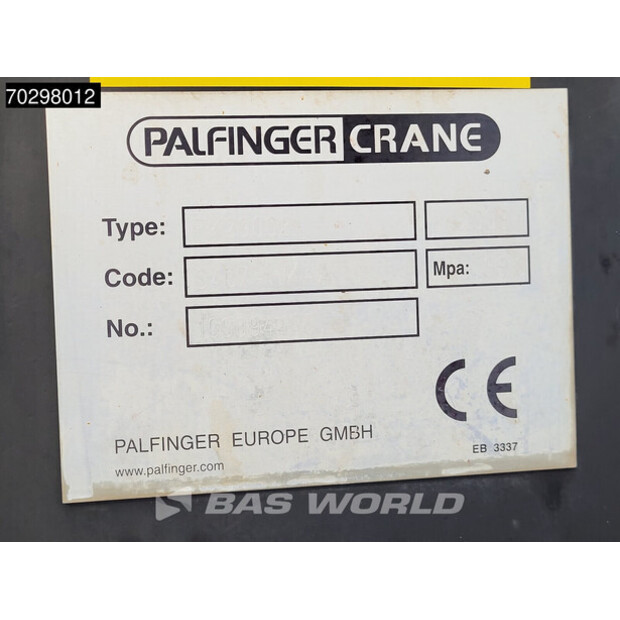 70298012
PALFINGER CRANE
Type:
Code:
Mpa:
No.:
CE
PALFINGER EUROPE GMBH
EB 3337
www.palfinger.com
BAS WORLD